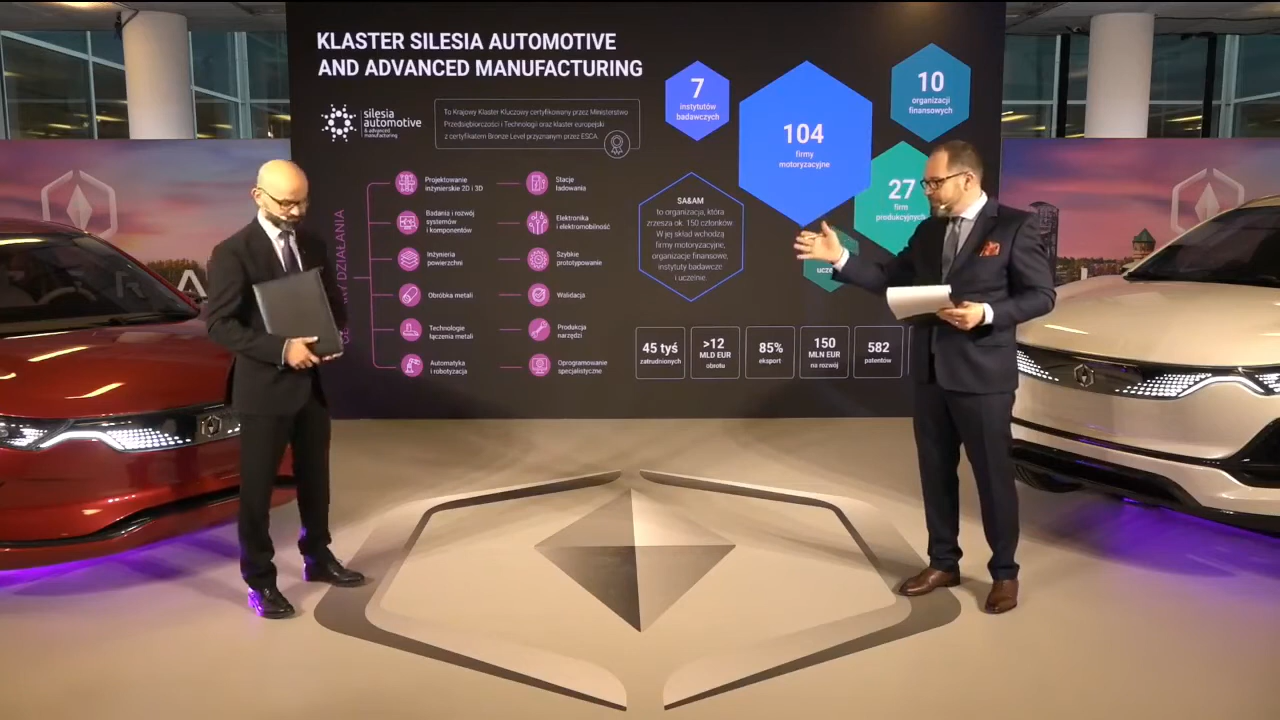 KLASTER SILESIA AUTOMOTIVE
AND ADVANCED MANUFACTURING
silesia
automotive
& advanced
manufacturing
To Krajowy Klaster Kluczowy certyfikowany przez Ministerstwo
Przedsiębiorczości i Technologii oraz klaster europejski
z certyfikatem Bronze Level przyznanym przez ESCA.
DZIAŁANIA
Projektowanie
inżynierskie 2D i 3D
Badania i rozwój
systemów
i komponentów
Inżynieria
powierzchni
Obróbka metali
Technologie
łączenia metali
Automatyka
i robotyzacja
Stacje
ładowania
Elektronika
i elektromobilność
Szybkie
prototypowanie
Walidacja
Produkcja
narzędzi
Oprogramowanie
specjalistyczne
7
instytutów
badawczych
104
firmy
motoryzacyjne
10
organizacji
finansowych
27
firm
produkcyjnych
SA&AM
to organizacja, która
zrzesza ok. 150 członków.
W jej skład wchodzą
firmy motoryzacyjne,
organizacje finansowe,
instytuty badawcze
i uczelnie.
45 tyś
zatrudnionych
>12
MLD EUR
obrotu
85%
eksport
150
MLN EUR
na rozwój
582
patentów